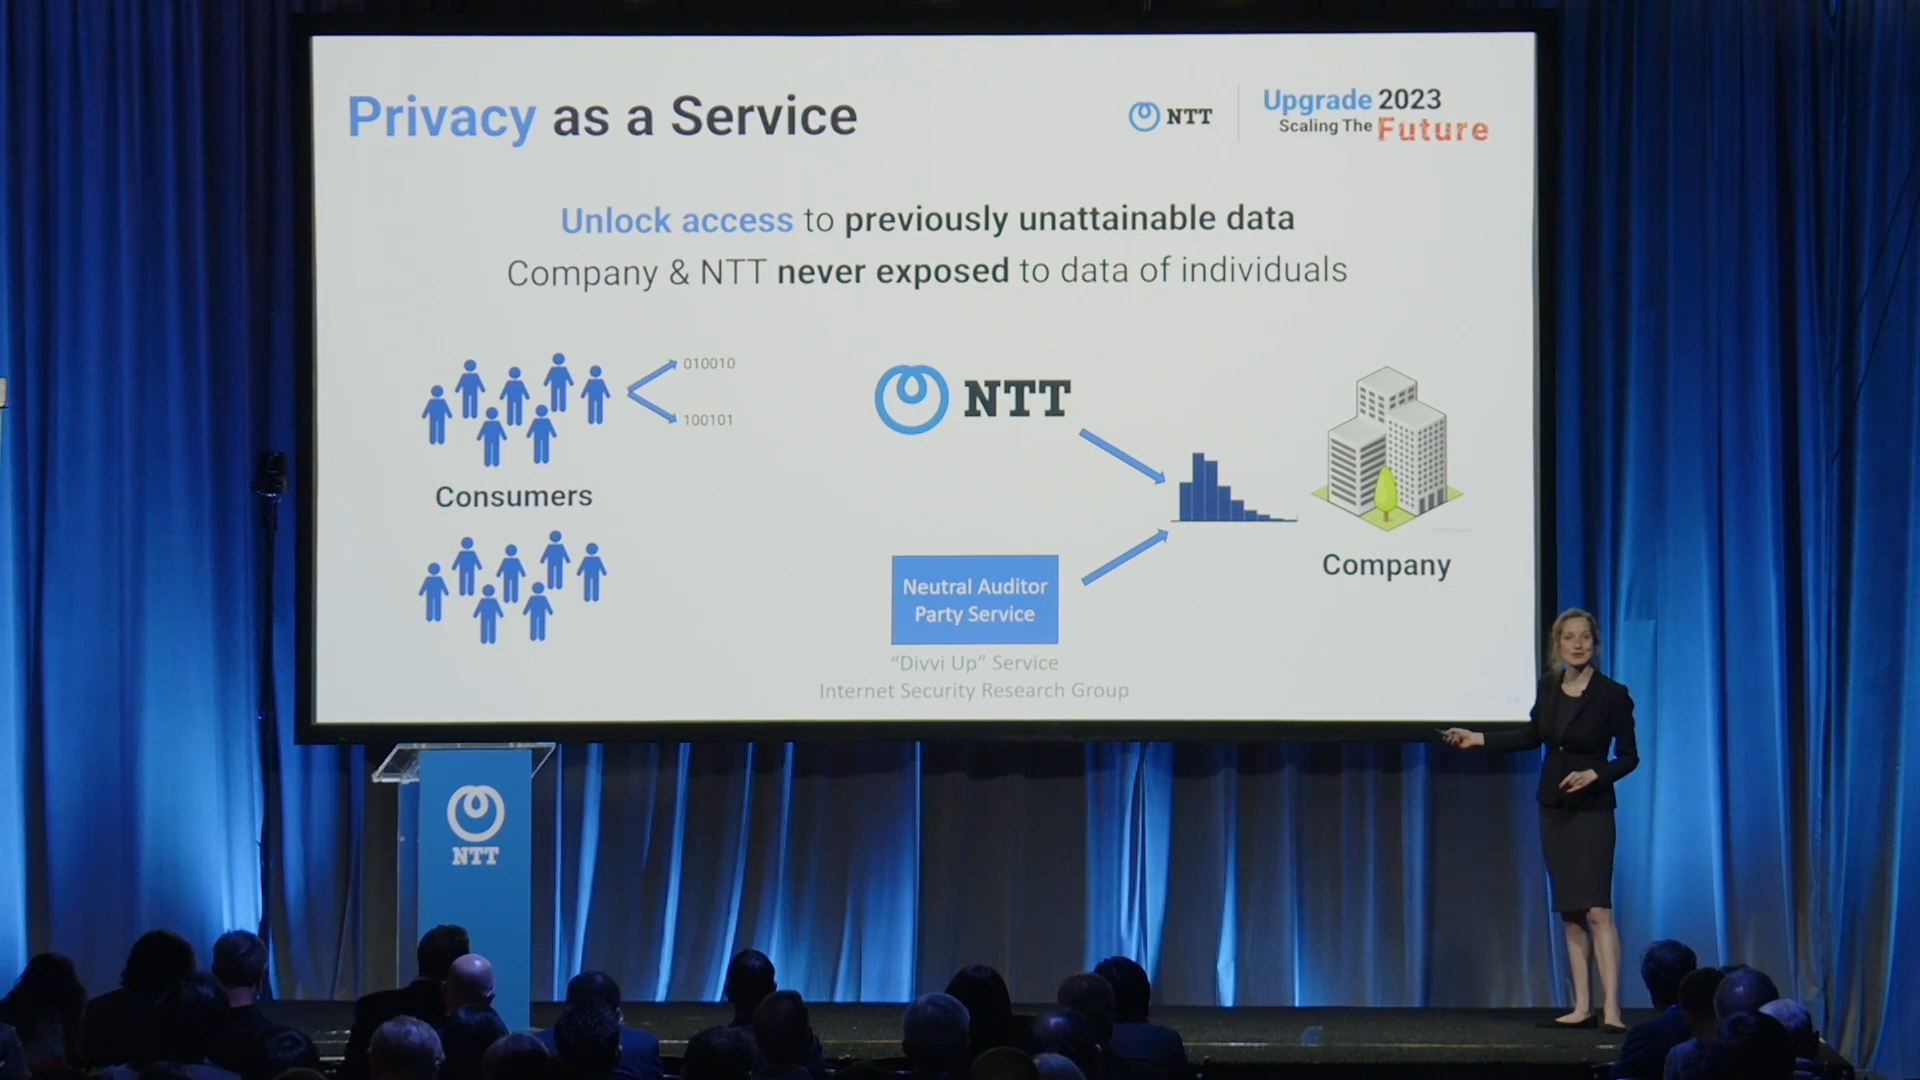 Privacy as a Service
NTT
Upgrade 2023
Scaling The Future
Unlock access to previously unattainable data
Company & NTT never exposed to data of individuals
010010
100101
NTT
Consumers
Company
Neutral Auditor
Party Service
“Divvi Up” Service
Internet Security Research Group
NTT